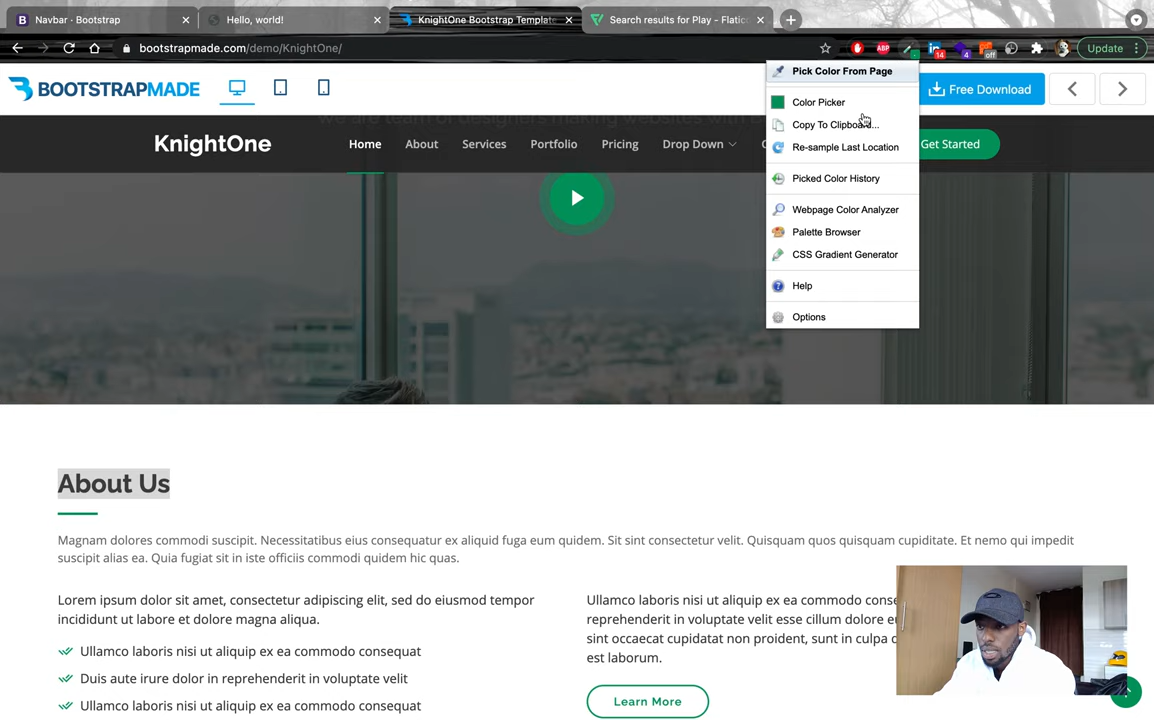 Navbar · Bootstrap
Hello, world!
KnightOne Bootstrap Templat
Search results for Play - Flatic
bootstrapmade.com/demo/KnightOne/
ABP
14
4
off
Update
BOOTSTRAPMADE
Free Download
KnightOne
Home
About
Services
Portfolio
Pricing
Drop Down
Get Started
Pick Color From Page
Color Picker
Copy To Clipboard...
Re-sample Last Location
Picked Color History
Webpage Color Analyzer
Palette Browser
CSS Gradient Generator
Help
Options
About Us
Magnam dolores commodi suscipit. Necessitatibus eius consequatur ex aliquid fuga eum quidem. Sit sint consectetur velit. Quisquam quos quisquam cupiditate. Et nemo qui impedit
suscipit alias ea. Quia fugiat sit in iste officiis commodi quidem hic quas.
Lorem ipsum dolor sit amet, consectetur adipiscing elit, sed do eiusmod tempor
incididunt ut labore et dolore magna aliqua.
Ullamco laboris nisi ut aliquip ex ea commodo consequat
Duis aute irure dolor in reprehenderit in voluptate velit
Ullamco laboris nisi ut aliquip ex ea commodo consequat
Ullamco laboris nisi ut aliquip ex ea commodo conse
reprehenderit in voluptate velit esse cillum dolore eu
sint occaecat cupidatat non proident, sunt in culpa
est laborum.
Learn More